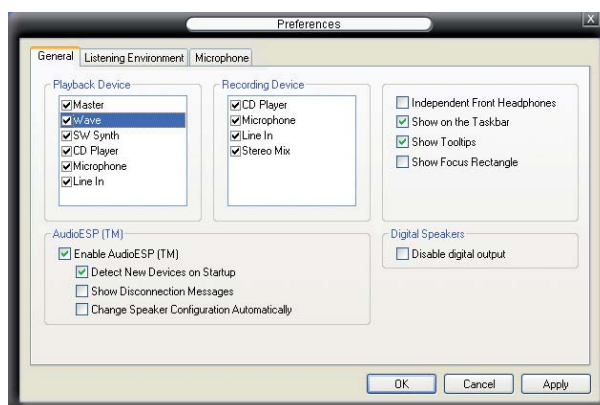 Preferences
X
General Listening Environment Microphone
Playback Device
Master
Wave
SW Synth
CD Player
Microphone
Line In
Recording Device
CD Player
Microphone
Line In
Stereo Mix
Independent Front Headphones
Show on the Taskbar
Show Tooltips
Show Focus Rectangle
AudioESP (TM)
Enable AudioESP (TM)
Detect New Devices on Startup
Show Disconnection Messages
Change Speaker Configuration Automatically
Digital Speakers
Disable digital output
OK Cancel Apply